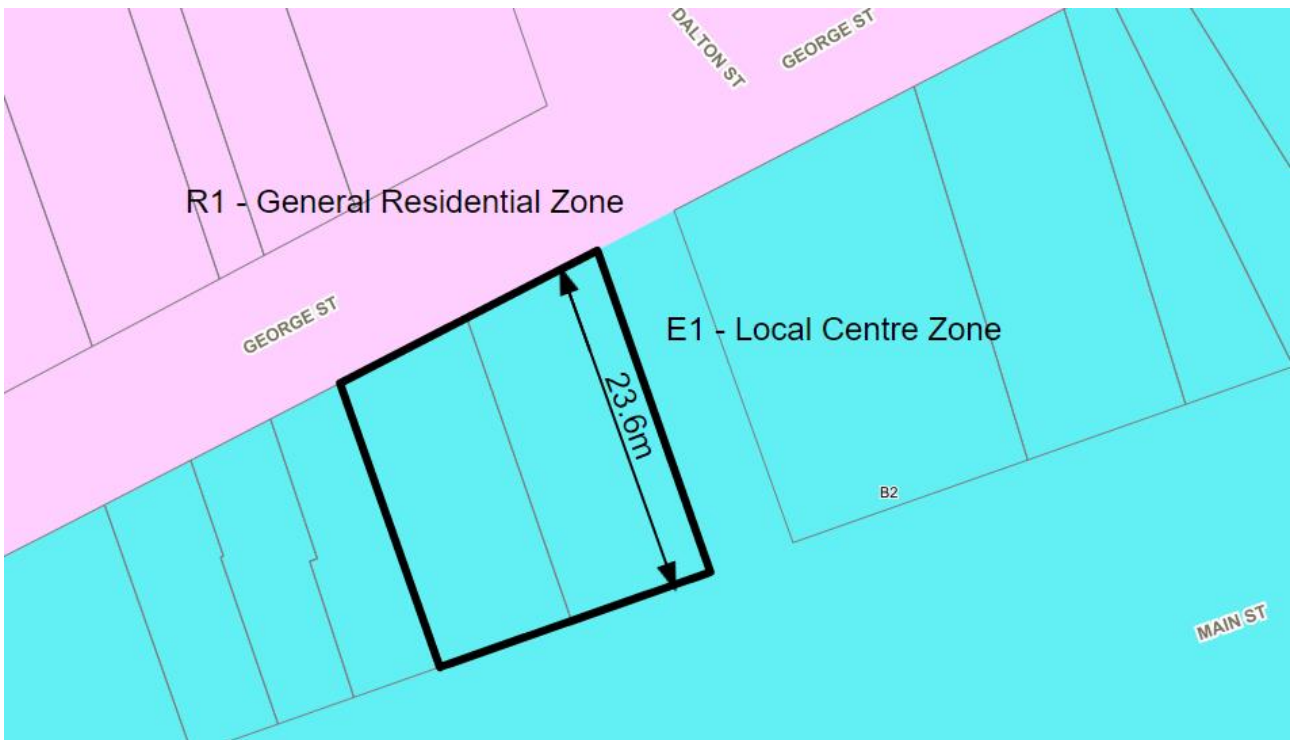 DALTON ST
GEORGE ST
R1 - General Residential Zone
GEORGE ST
E1 - Local Centre Zone
23.6m
B2
MAIN ST